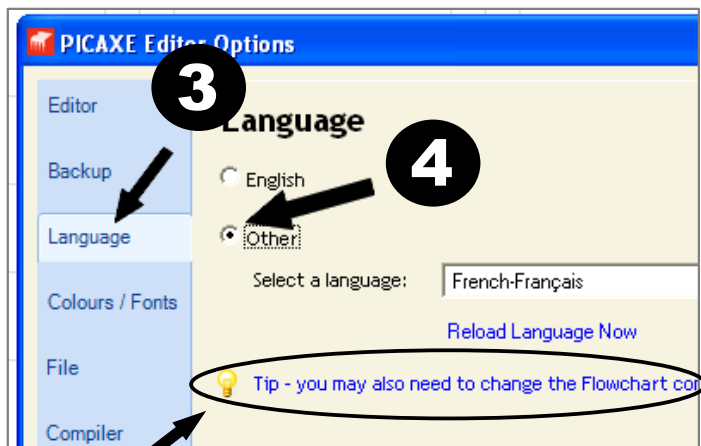 PICAXE Editor Options
3
Editor
Language
4
Backup
English
Language
Other
Select a language:
French-Français
Colours / Fonts
Reload Language Now
File
Tip - you may also need to change the Flowchart
Compiler